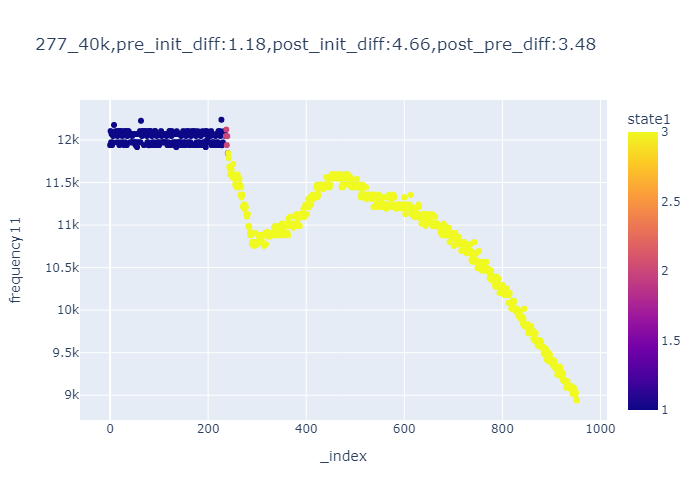 277_40k,pre_init_diff:1.18,post_init_diff:4.66,post_pre_diff:3.48
state1
3
2.5
2
1.5
1
12k
11.5k
11k
10.5k
10k
9.5k
9k
frequency11
0
200
400
600
800
1000
_index